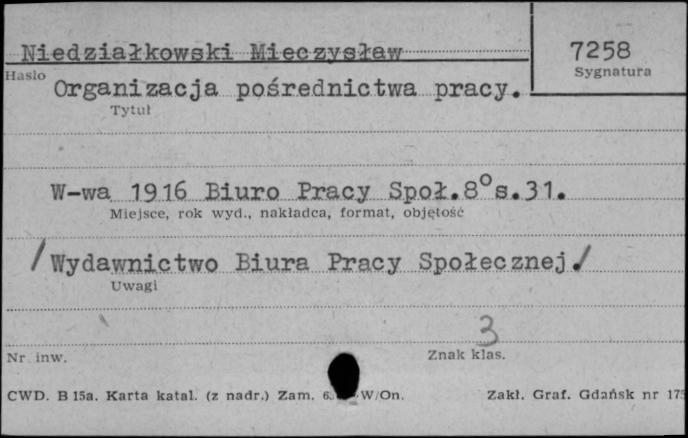 Niedziałkowski Mieczysław
7258
Hasło
Sygnatura
Organizacja pośrednictwa pracy.
Tytuł
W-wa 1916 Biuro Pracy Społ.8°s.31.
Miejsce, rok wyd., nakładca, format, objętość
/Wydawnictwo Biura Pracy Społecznej/
Uwagi
3
Nr inw.
Znak klas.
CWD. B 15a. Karta katal. (z nadr.) Zam. W/On.
Zakł. Graf. Gdańsk nr